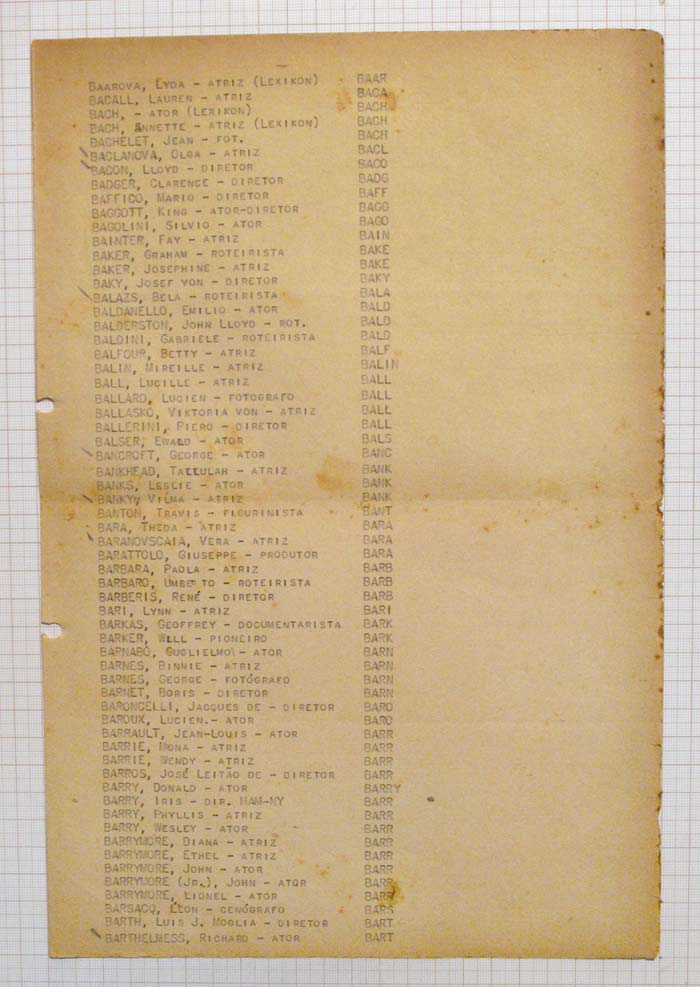 BAAROVA, LYDA - ATRIZ (LEXIKON) BAAR
BACALL, LAUREN - ATRIZ BACA
BACH, - ATOR (LEXIKON) BACH
BACH, ANNETTE - ATRIZ (LEXIKON) BACH
BACHELET, JEAN - FOT. BACH
BACLANOVA, OLGA - ATRIZ BACL
BACON, LLOYD - DIRETOR BACO
BADGER, CLARENCE - DIRETOR BADG
BAFFICO, MARIO - DIRETOR BAFF
BAGGOTT, KING - ATOR-DIRETOR BAGG
BAGOLINI, SILVIO - ATOR BAGO
BAINTER, FAY - ATRIZ BAIN
BAKER, GRAHAM - ROTEIRISTA BAKE
BAKER, JOSEPHINE - ATRIZ BAKE
BAKY, JOSEF VON - DIRETOR BAKY
BALAZS, BELA - ROTEIRISTA BALA
BALDANELLO, EMILIO - ATOR BALD
BALDERSTON, JOHN LLOYD - ROT. BALD
BALDINI, GABRIELE - ROTEIRISTA BALD
BALFOUR, BETTY - ATRIZ BALF
BALIN, MIREILLE - ATRIZ BALIN
BALL, LUCILLE - ATRIZ BALL
BALLARD, LUCIEN - FOTOGRAFO BALL
BALLASKO, VIKTORIA VON - ATRIZ BALL
BALLERINI, PIERO - DIRETOR BALL
BALSER, EWALD - ATOR BALS
BANCROFT, GEORGE - ATOR BANC
BANKHEAD, TALLULAH - ATRIZ BANK
BANKS, LESLIE - ATOR BANK
BANKY, VILMA - ATRIZ BANK
BANTON, TRAVIS - FIGURINISTA BANT
BARA, THEDA - ATRIZ BARA
BARANOVSCAIA, VERA - ATRIZ BARA
BARATTOLO, GIUSEPPE - PRODUTOR BARA
BARBARA, PAOLA - ATRIZ BARB
BARBARO, UMBERTO - ROTEIRISTA BARB
BARBERIS, RENÉ - DIRETOR BARB
BARI, LYNN - ATRIZ BARI
BARKAS, GEOFFREY - DOCUMENTARISTA BARK
BARKER, WILL - PIONEIRO BARK
BARNABÓ, GUGLIELMO - ATOR BARN
BARNES, BINNIE - ATRIZ BARN
BARNES, GEORGE - FOTÓGRAFO BARN
BARNET, BORIS - DIRETOR BARN
BARONCELLI, JACQUES DE - DIRETOR BARO
BAROUX, LUCIEN.- ATOR BARO
BARRAULT, JEAN-LOUIS - ATOR BARR
BARRIE, MONA - ATRIZ BARR
BARRIE, WENDY - ATRIZ BARR
BARROS, JOSÉ LEITÃO DE - DIRETOR BARR
BARRY, DONALD - ATOR BARRY
BARRY, IRIS - DIR. MAM-NY BARR
BARRY, PHYLLIS - ATRIZ BARR
BARRY, WESLEY - ATOR BARR
BARRYMORE, DIANA - ATRIZ BARR
BARRYMORE, ETHEL - ATRIZ BARR
BARRYMORE, JOHN - ATOR BARR
BARRYMORE (JR.), JOHN - ATOR BARR
BARRYMORE, LIONEL - ATOR BARR
BARSACQ, LEON - CENÓGRAFO BARS
BARTH, LUIS J. MOGLIA - DIRETOR BART
BARTHELMESS, RICHARD - ATOR BART